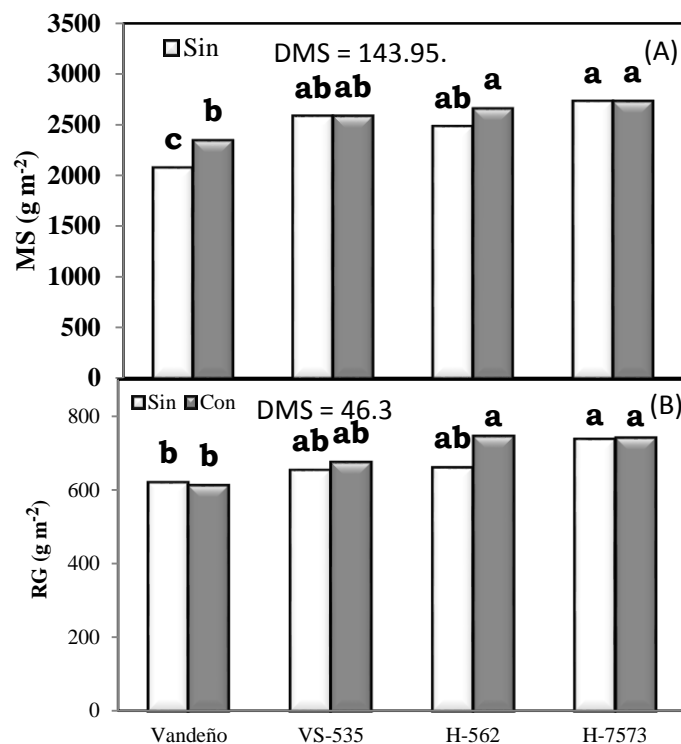 Sin DMS = 143.95. (A)
3500
3000
2500
2000
1500
1000
500
0
MS (g m-2)
c b ab ab ab a a a
Sin Con DMS = 46.3 (B)
800
600
400
200
0
RG (g m-2)
b b ab ab ab a a a
Vandeño VS-535 H-562 H-7573